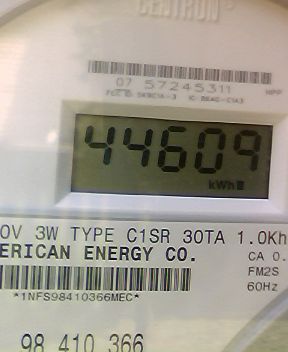 CENTRON
07 57245311
44609
kWh
0V 3W TYPE C1SR 30TA 1.0Kh
ERICAN ENERGY CO.
CA 0.
FM2S
60Hz
*1NFS98410366MEC*
98 410 366